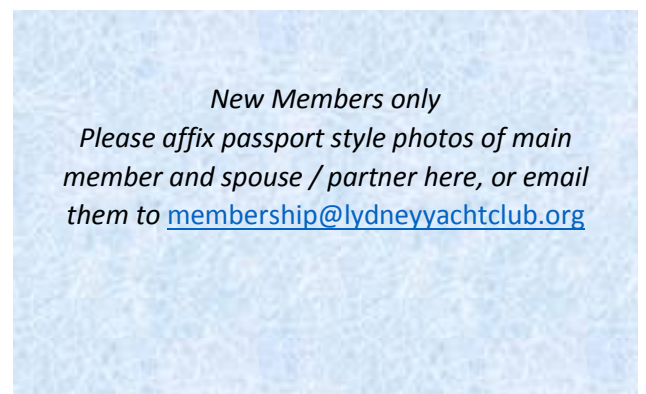 New Members only
Please affix passport style photos of main
member and spouse / partner here, or email
them to membership@lydneyyachtclub.org